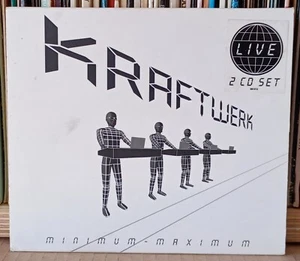 KRAFTWERK
LIVE
2 CD SET
MINIMUM-MAXIMUM